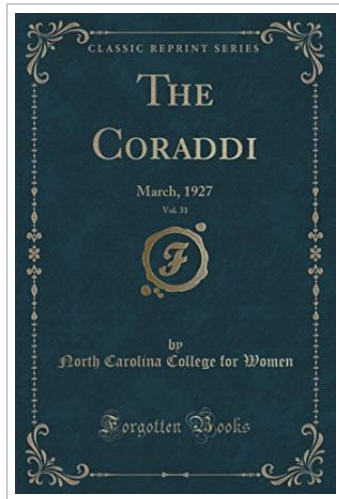 CLASSIC REPRINT SERIES
THE
CORADDI
March, 1927
Vol. 31
F
by
North Carolina College for Women
Forgotten Books